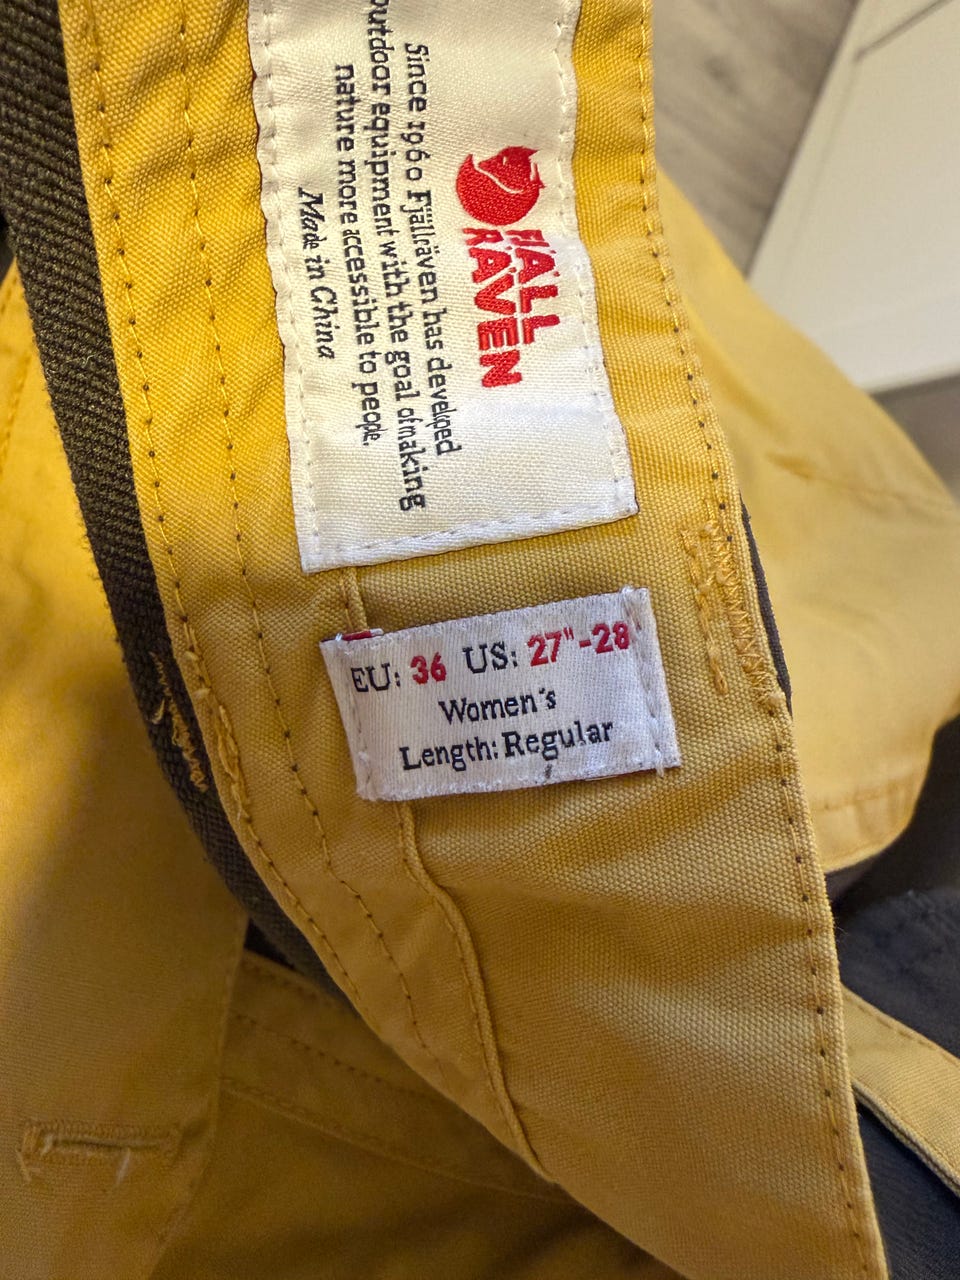 FJÄLL
RÄVEN
Since 1960 Fjällräven has developed
outdoor equipment with the goal of making
nature more accessible to people.
Made in China
EU: 36 US: 27"-28
Women's
Length: Regular